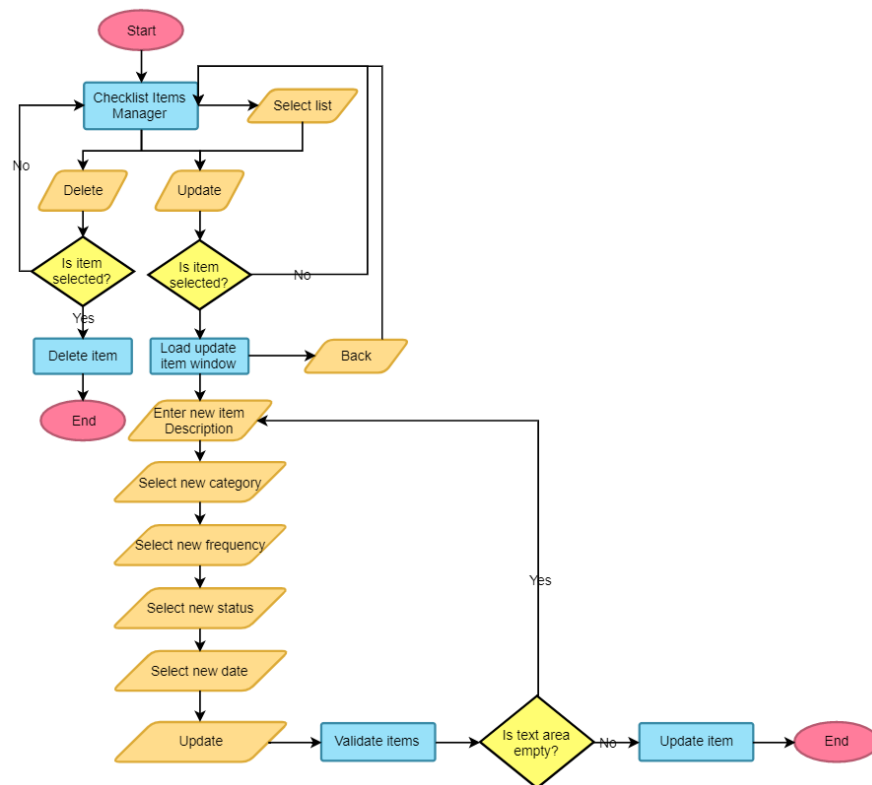 Start
Checklist Items
Manager
Select list
No
Delete
Update
Is item
selected?
Is item
selected?
No
Yes
Delete item
Load update
item window
Back
End
Enter new item
Description
Select new category
Select new frequency
Yes
Select new status
Select new date
Update
Validate items
Is text area
empty?
No
Update item
End